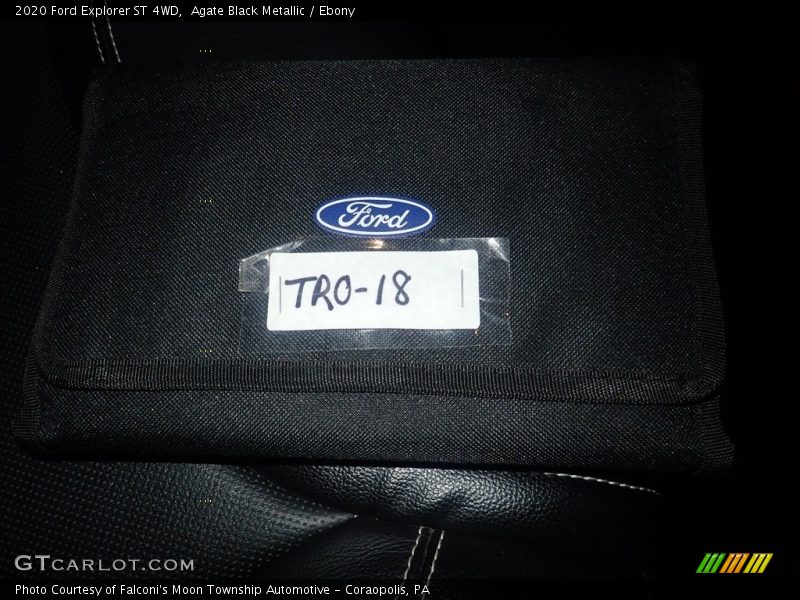 2020 Ford Explorer ST 4WD,  Agate Black Metallic / Ebony
Ford
TRO-18
GTCARLOT.COM
Photo Courtesy of Falconi's Moon Township Automotive - Coraopolis, PA